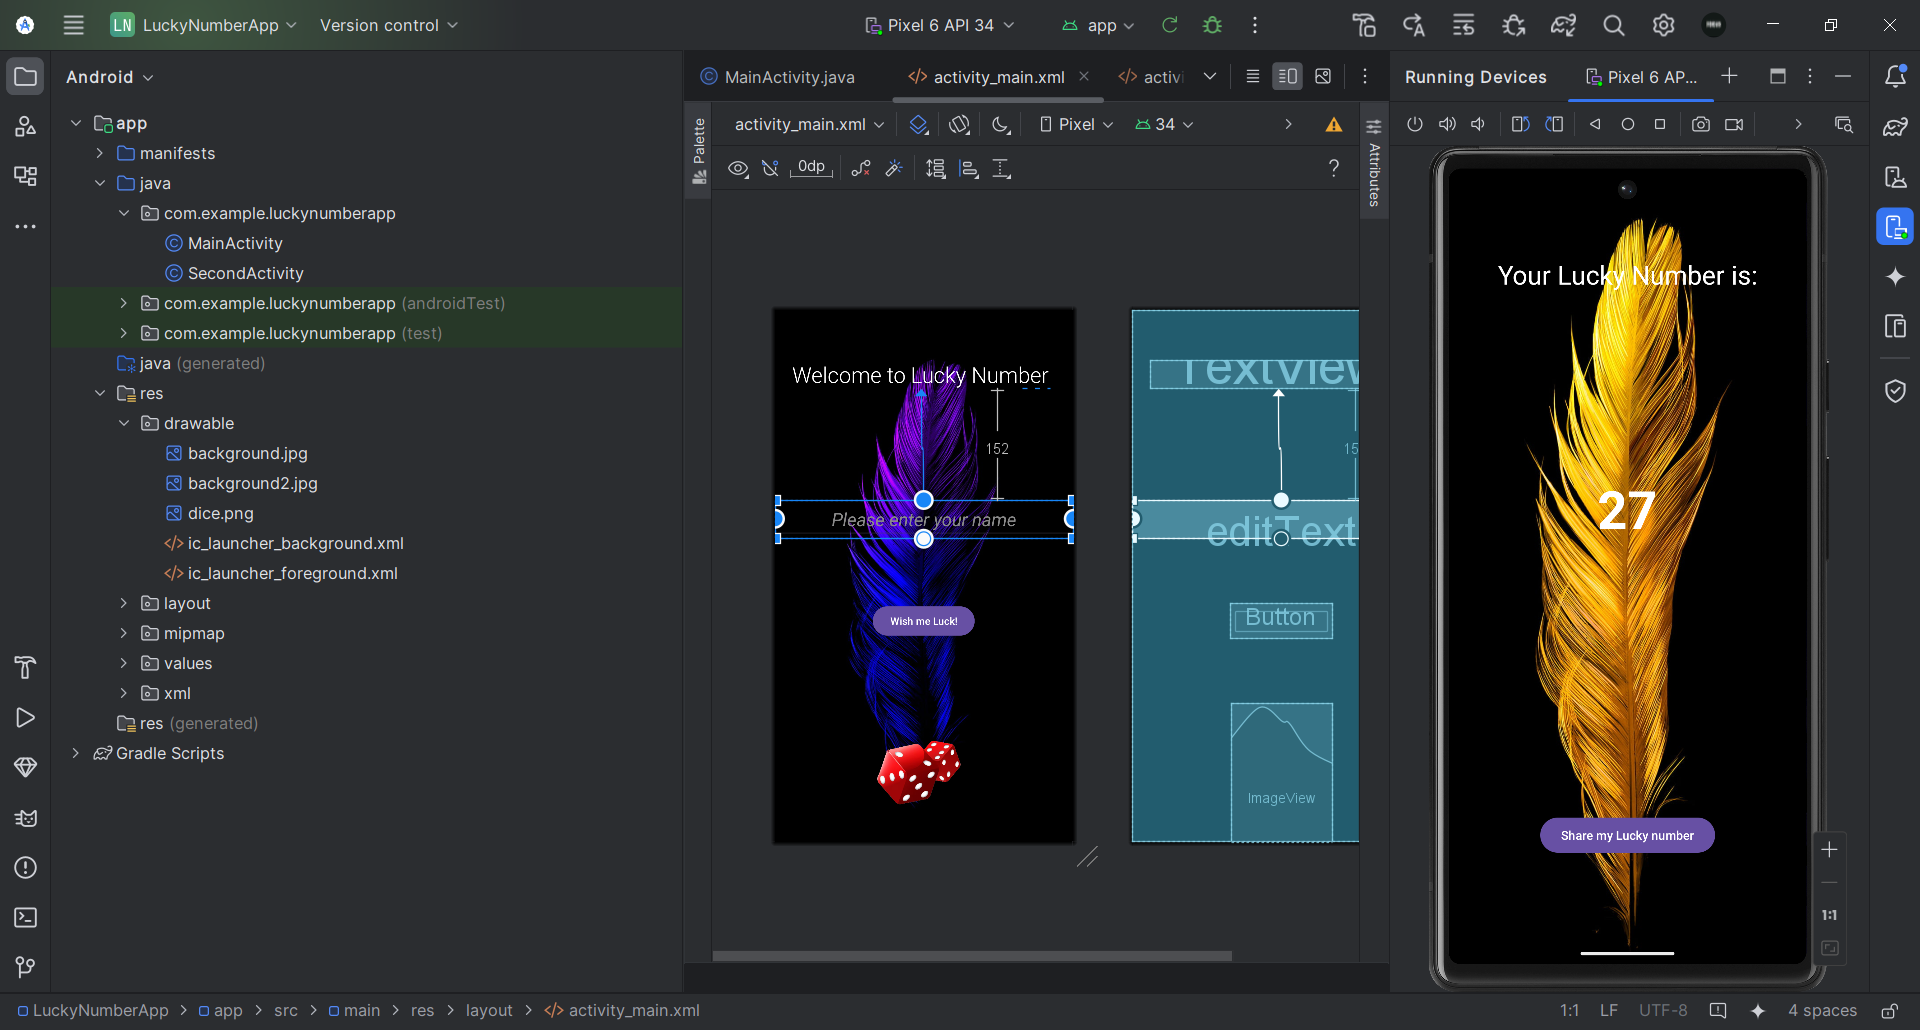 LN LuckyNumberApp Version control Pixel 6 API 34 app
Android
app
manifests
java
com.example.luckynumberapp
MainActivity
SecondActivity
com.example.luckynumberapp (androidTest)
com.example.luckynumberapp (test)
java (generated)
res
drawable
background.jpg
background2.jpg
dice.png
ic_launcher_background.xml
ic_launcher_foreground.xml
layout
mipmap
values
xml
res (generated)
Gradle Scripts
MainActivity.java activity_main.xml activi
Palette
activity_main.xml Pixel 34
0dp ?
Attributes
Welcome to Lucky Number
152
Please enter your name
Wish me Luck!
TextView
15
editText
Button
ImageView
Running Devices Pixel 6 AP...
Your Lucky Number is:
27
Share my Lucky number
1:1
LuckyNumberApp > app > src > main > res > layout > activity_main.xml
1:1 LF UTF-8 4 spaces